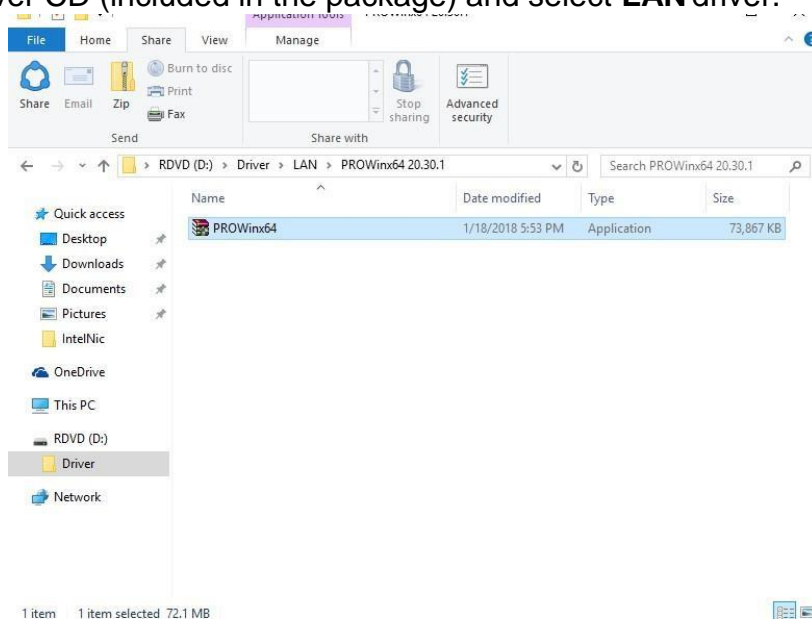 ver CD (included in the package) and select LAN driver.
Application Tools
File Home Share View Manage
Share Email Zip Burn to disc Print Fax Stop sharing Advanced security
Send Share with
RDVD (D:) > Driver > LAN > PROWinx64 20.30.1 Search PROWinx64 20.30.1
Name Date modified Type Size
PROWinx64 1/18/2018 5:53 PM Application 73,867 KB
Quick access
Desktop
Downloads
Documents
Pictures
IntelNic
OneDrive
This PC
RDVD (D:)
Driver
Network
1 item 1 item selected 72.1 MB